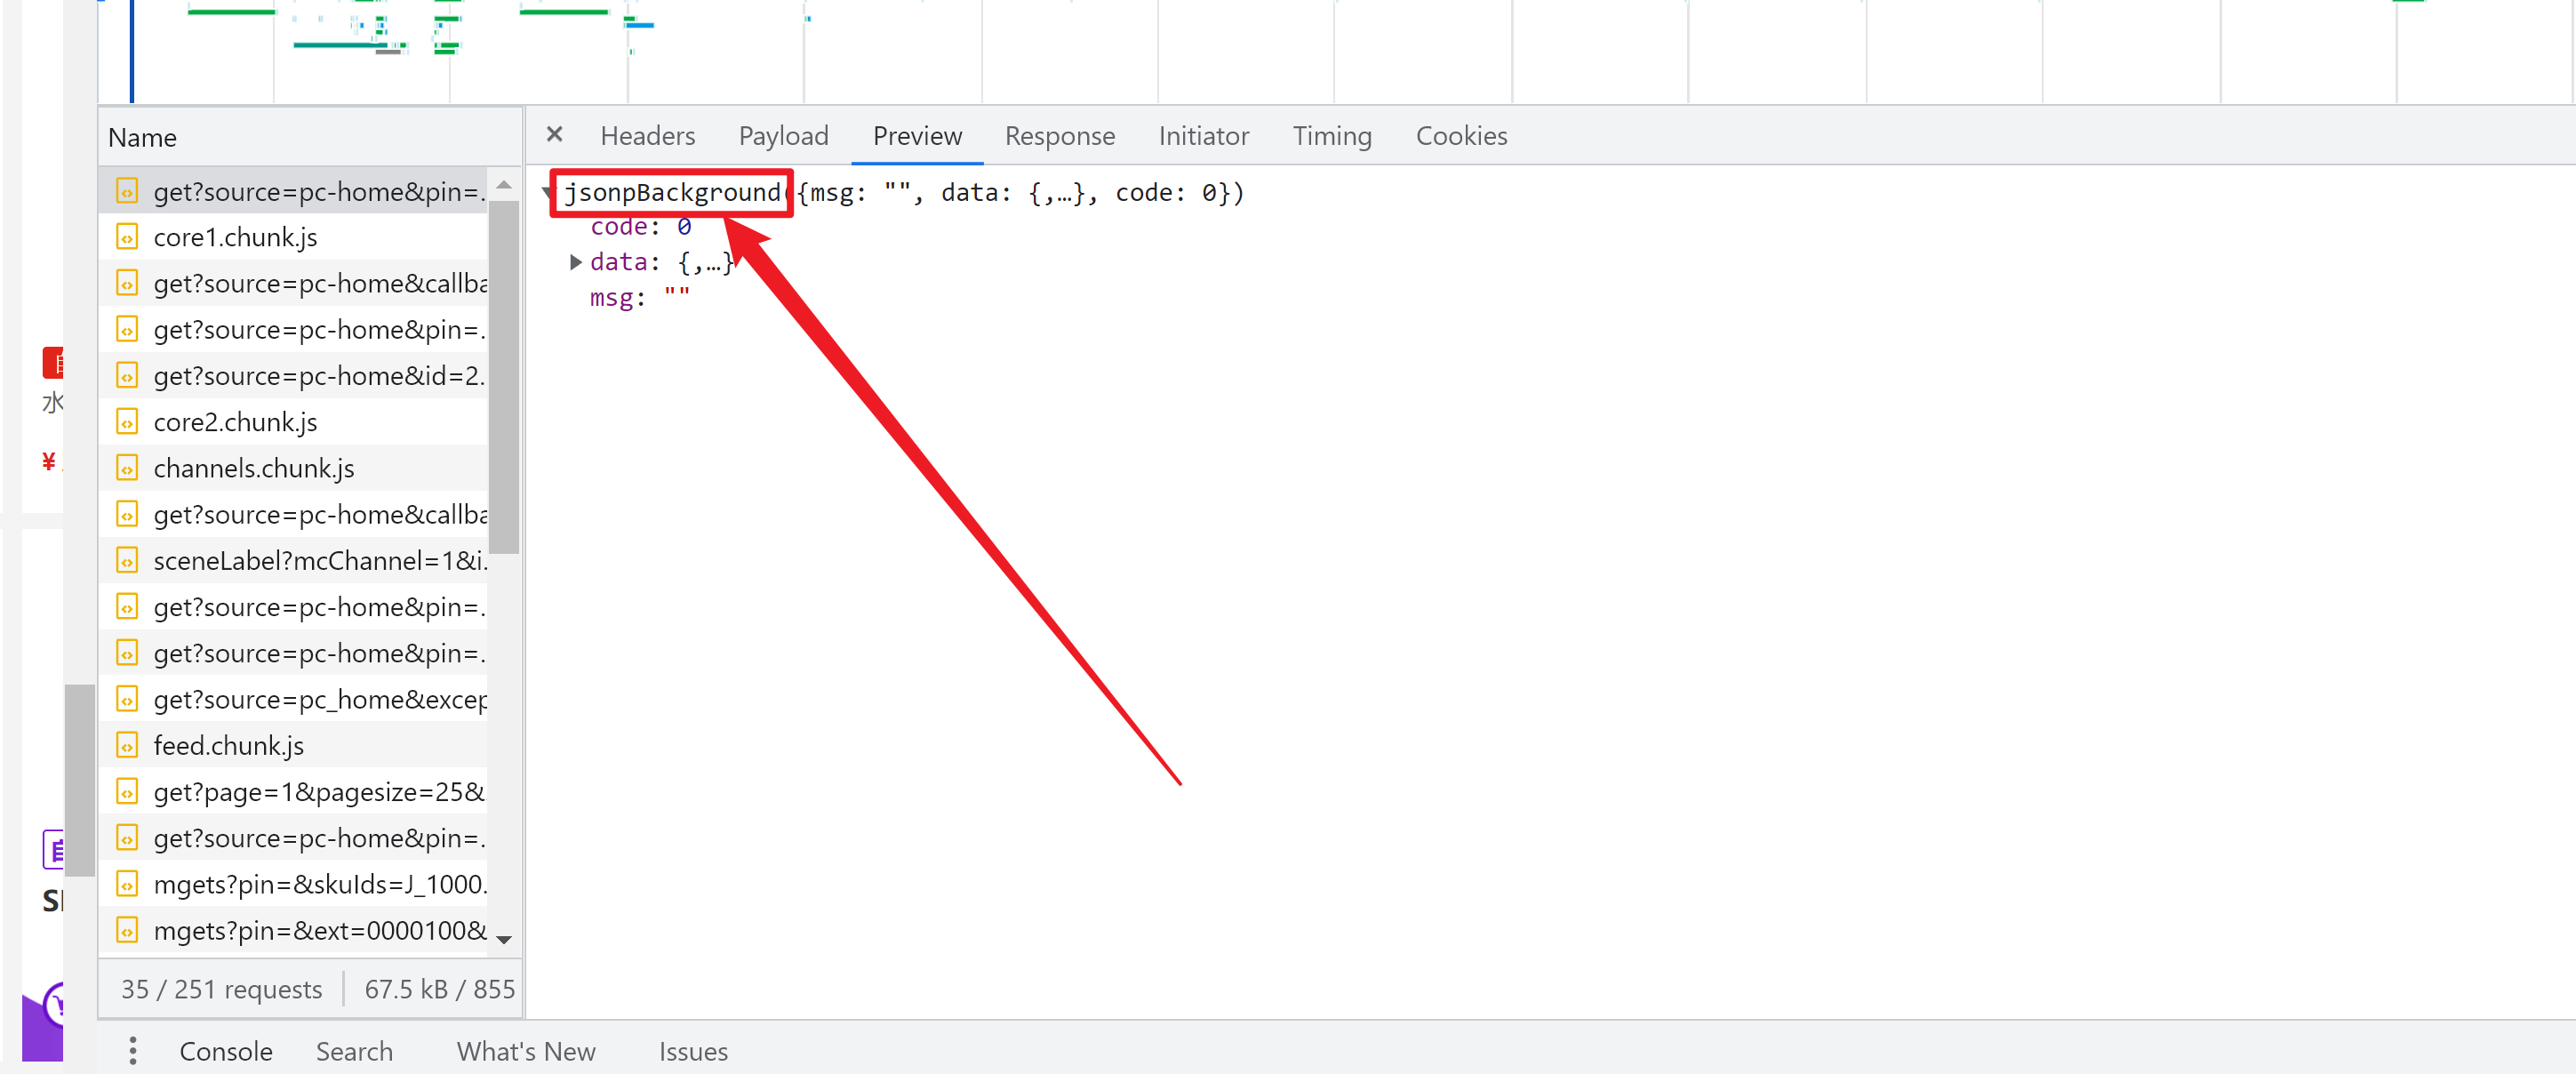 Name
Headers Payload Preview Response Initiator Timing Cookies
get?source=pc-home&pin=…
core1.chunk.js
get?source=pc-home&callba
get?source=pc-home&pin=…
get?source=pc-home&id=2…
core2.chunk.js
channels.chunk.js
get?source=pc-home&callba
sceneLabel?mcChannel=1&i…
get?source=pc-home&pin=…
get?source=pc-home&pin=…
get?source=pc_home&excep
feed.chunk.js
get?page=1&pagesize=25&
get?source=pc-home&pin=…
mgets?pin=&skuIds=J_1000…
mgets?pin=&ext=0000100&
35 / 251 requests 67.5 kB / 855
jsonpBackground({msg: "", data: {,…}, code: 0})
code: 0
data: {,…}
msg: ""
水
¥
Console Search What's New Issues